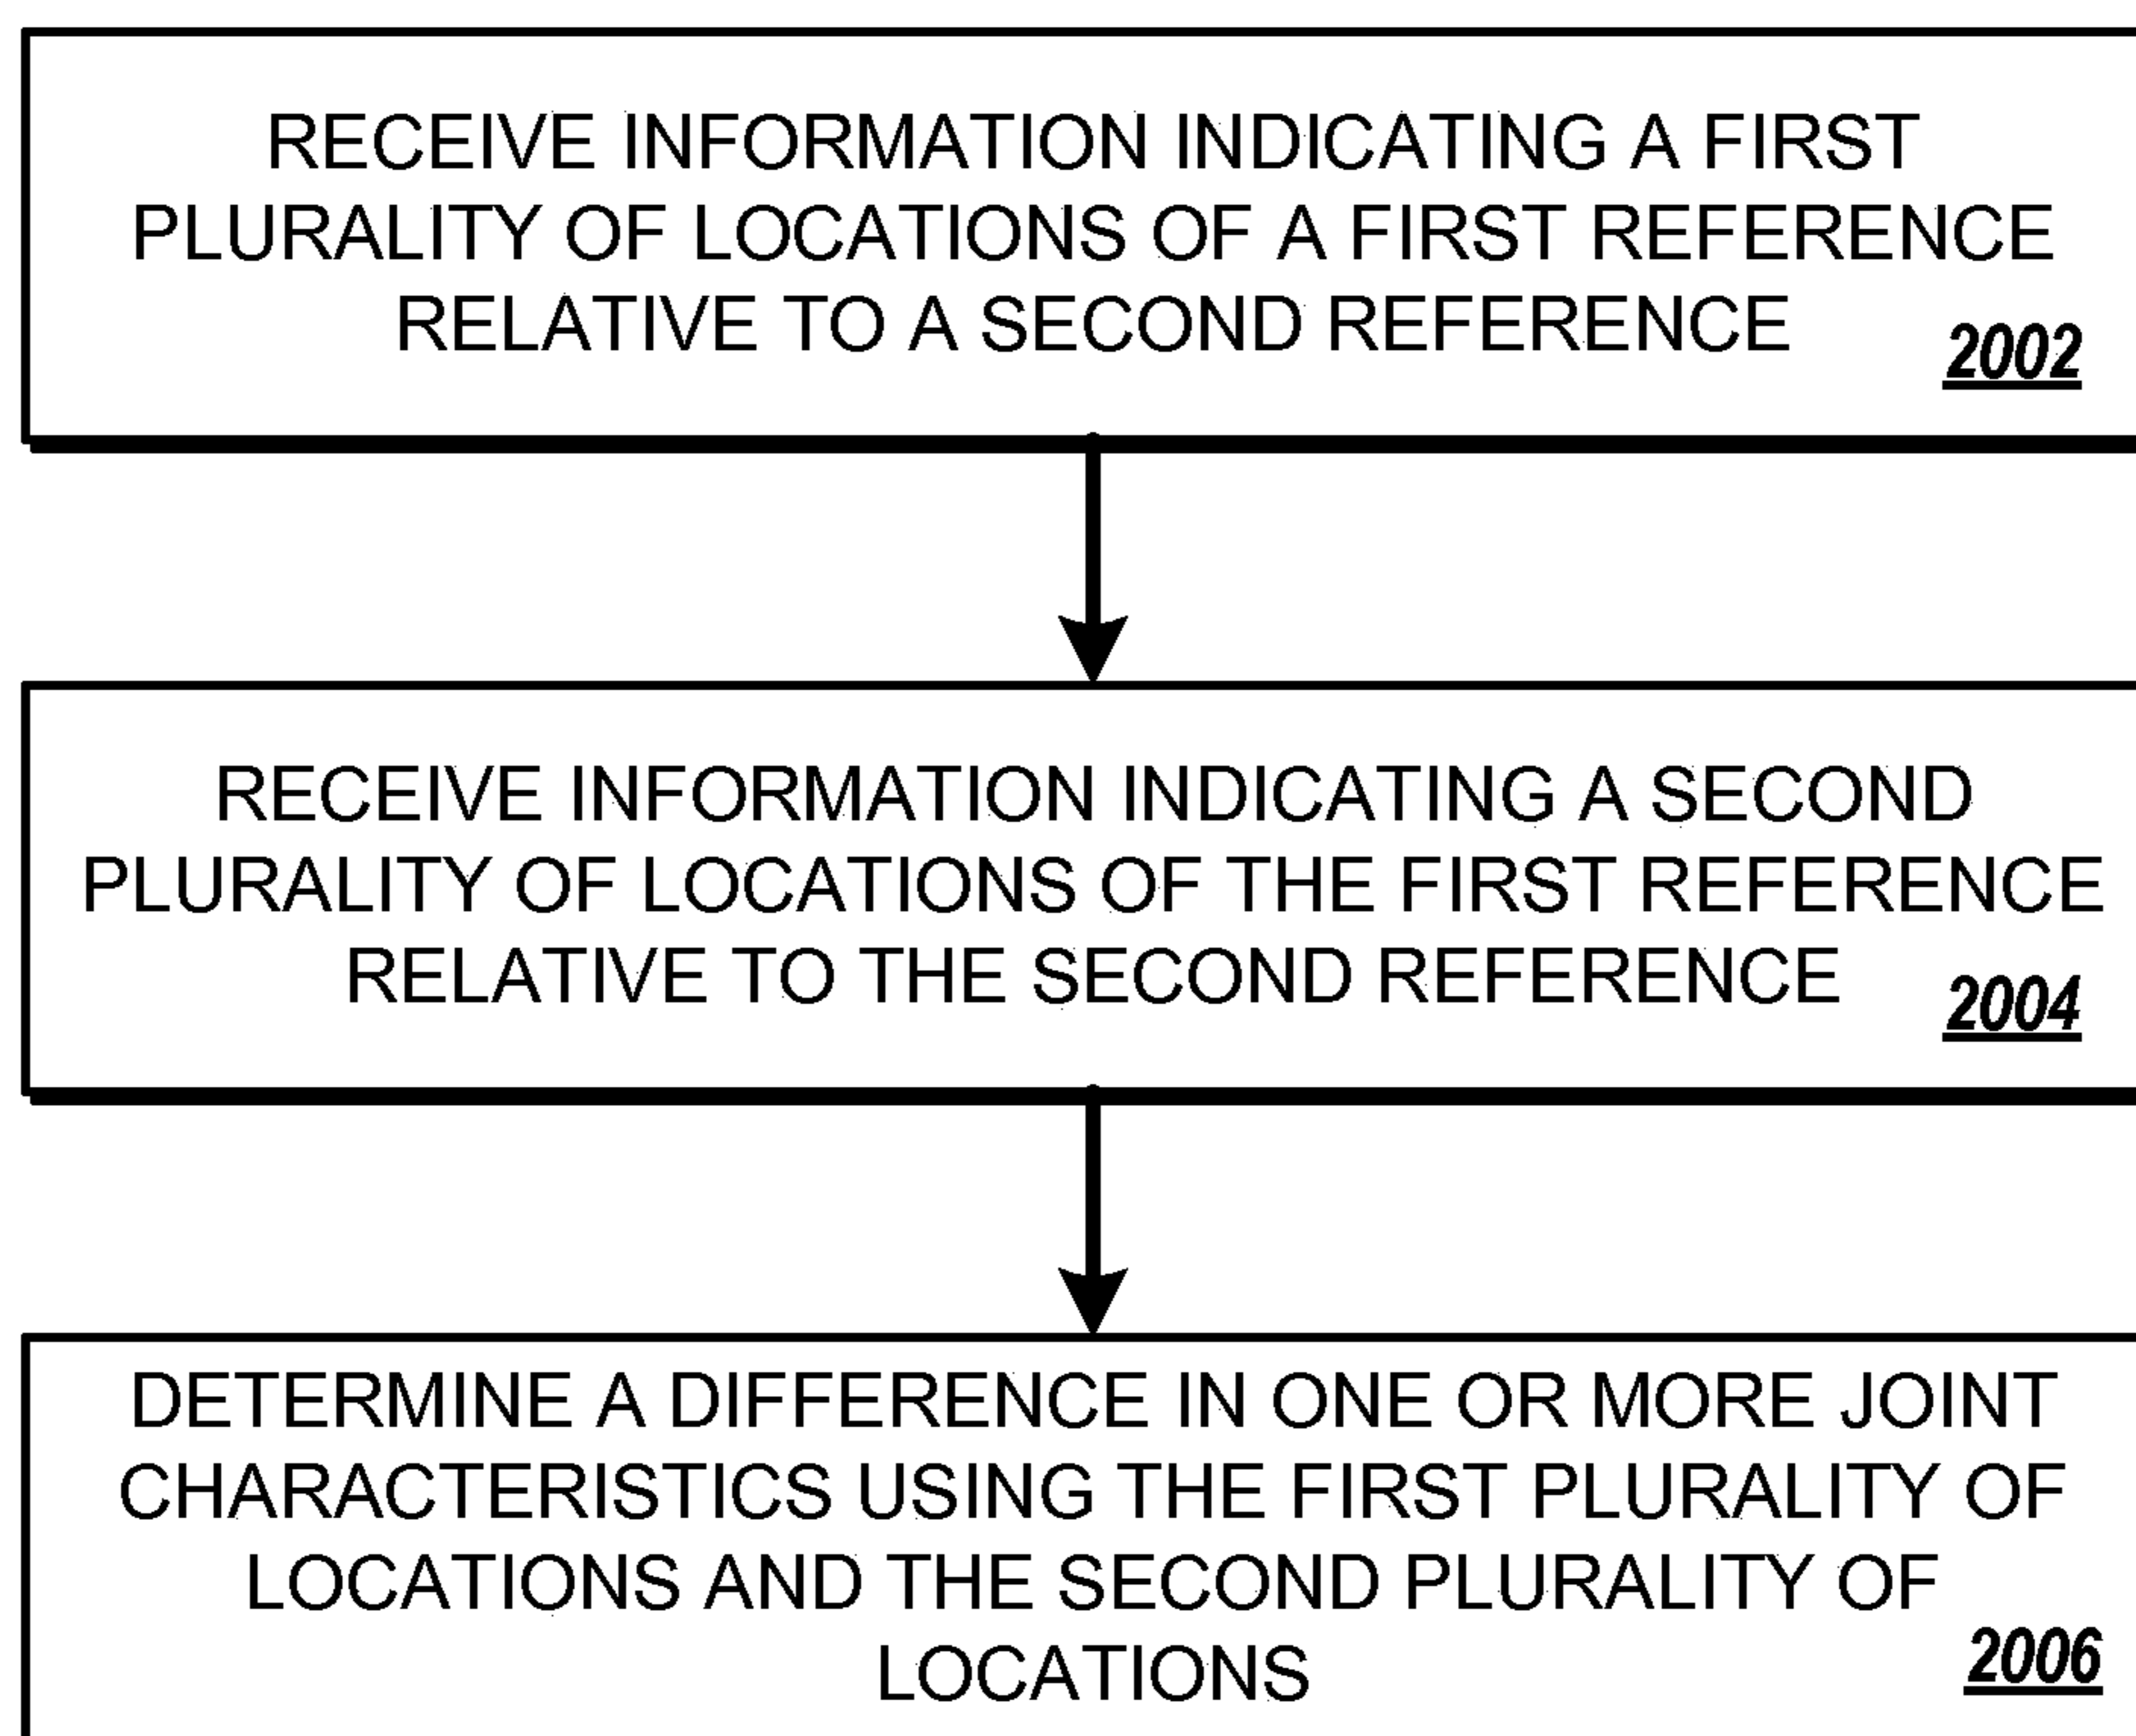 RECEIVE INFORMATION INDICATING A FIRST
PLURALITY OF LOCATIONS OF A FIRST REFERENCE
RELATIVE TO A SECOND REFERENCE
2002
RECEIVE INFORMATION INDICATING A SECOND
PLURALITY OF LOCATIONS OF THE FIRST REFERENCE
RELATIVE TO THE SECOND REFERENCE
2004
DETERMINE A DIFFERENCE IN ONE OR MORE JOINT
CHARACTERISTICS USING THE FIRST PLURALITY OF
LOCATIONS AND THE SECOND PLURALITY OF
LOCATIONS
2006